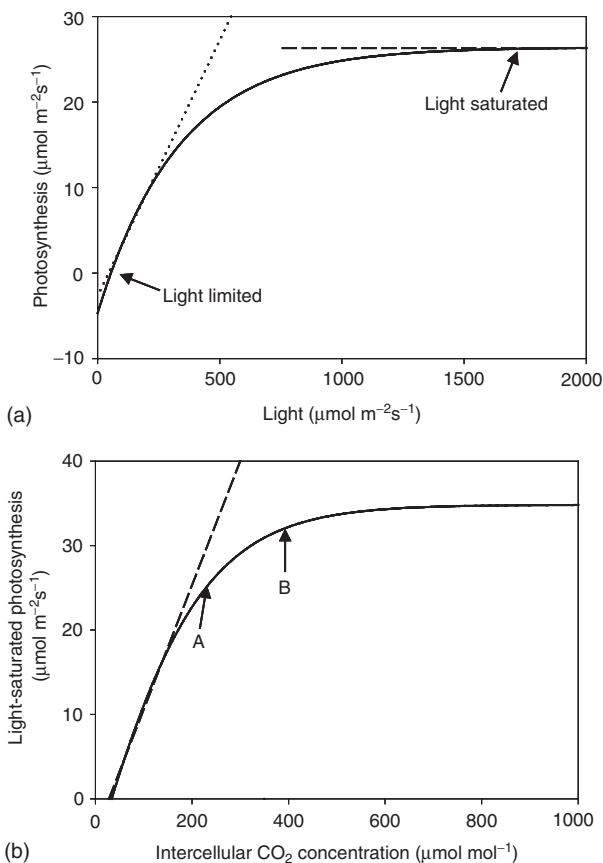 30
20
10
0
−10
Photosynthesis (μmol m⁻²s⁻¹)
Light saturated
Light limited
0 500 1000 1500 2000
Light (μmol m⁻²s⁻¹)
(a)
40
30
20
10
0
Light-saturated photosynthesis
(μmol m⁻²s⁻¹)
B
A
0 200 400 600 800 1000
Intercellular CO₂ concentration (μmol mol⁻¹)
(b)